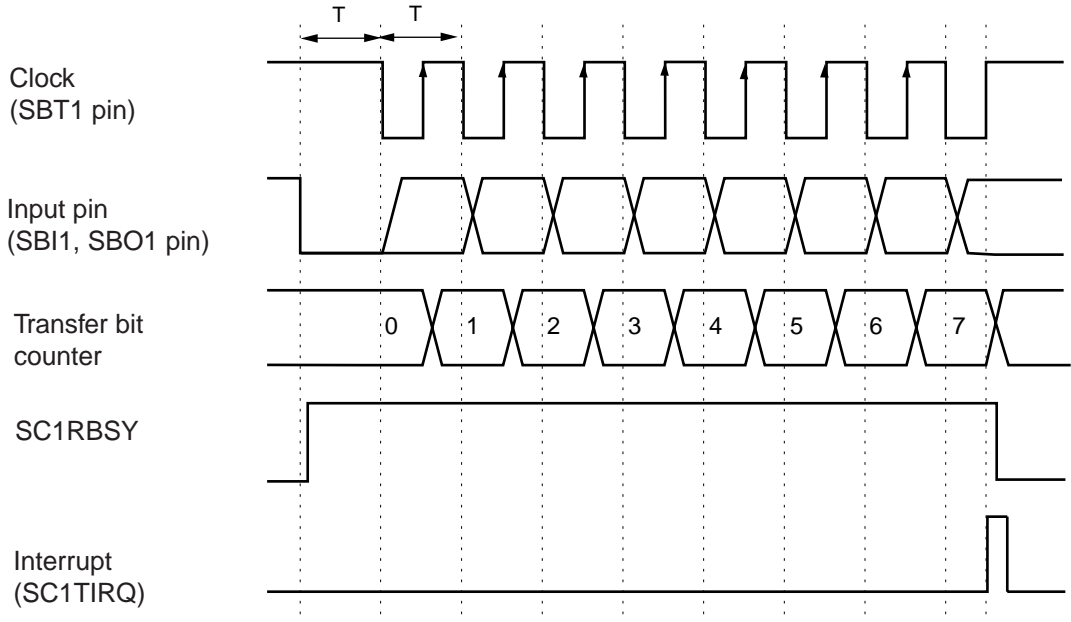 T T
Clock
(SBT1 pin)
Input pin
(SBI1, SBO1 pin)
Transfer bit
counter
0 1 2 3 4 5 6 7
SC1RBSY
Interrupt
(SC1TIRQ)